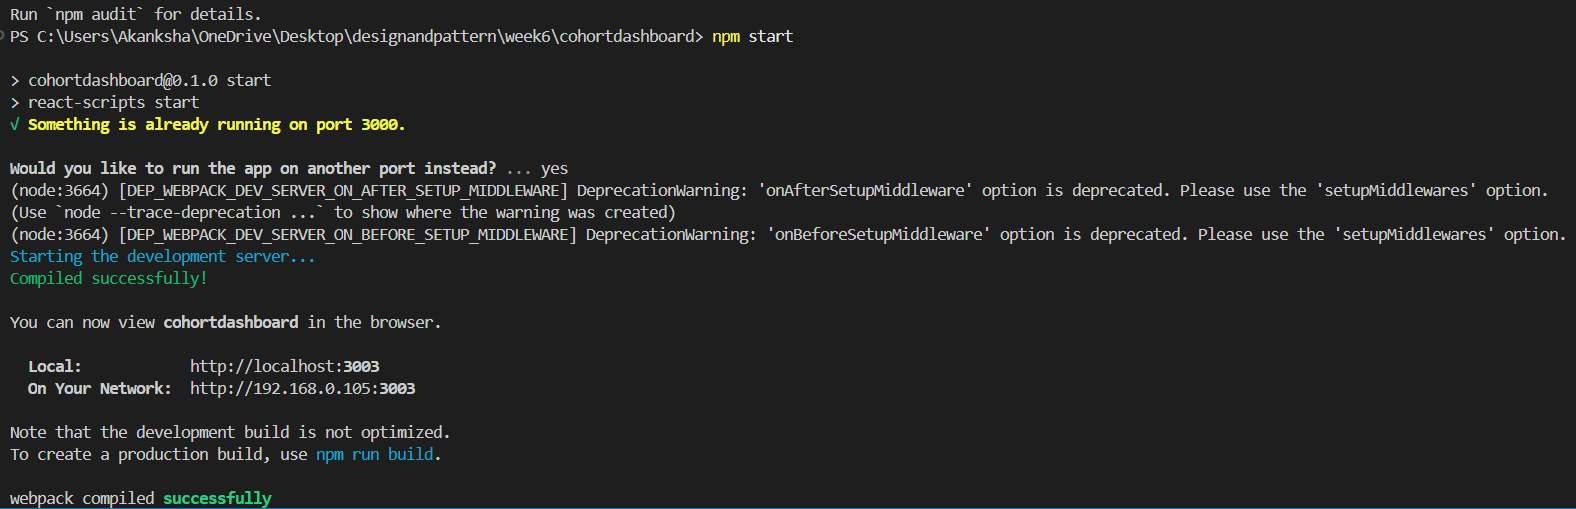 Run `npm audit` for details.
PS C:\Users\Akanksha\OneDrive\Desktop\designandpattern\week6\cohortdashboard> npm start
> cohortdashboard@0.1.0 start
> react-scripts start
√ Something is already running on port 3000.
Would you like to run the app on another port instead? ... yes
(node:3664) [DEP_WEBPACK_DEV_SERVER_ON_AFTER_SETUP_MIDDLEWARE] DeprecationWarning: 'onAfterSetupMiddleware' option is deprecated. Please use the 'setupMiddlewares' option.
(Use `node --trace-deprecation ...` to show where the warning was created)
(node:3664) [DEP_WEBPACK_DEV_SERVER_ON_BEFORE_SETUP_MIDDLEWARE] DeprecationWarning: 'onBeforeSetupMiddleware' option is deprecated. Please use the 'setupMiddlewares' option.
Starting the development server...
Compiled successfully!
You can now view cohortdashboard in the browser.
Local: http://localhost:3003
On Your Network: http://192.168.0.105:3003
Note that the development build is not optimized.
To create a production build, use npm run build.
webpack compiled successfully